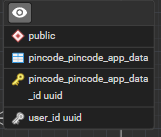 public
pincode_pincode_app_data
pincode_pincode_app_data
_id uuid
user_id uuid